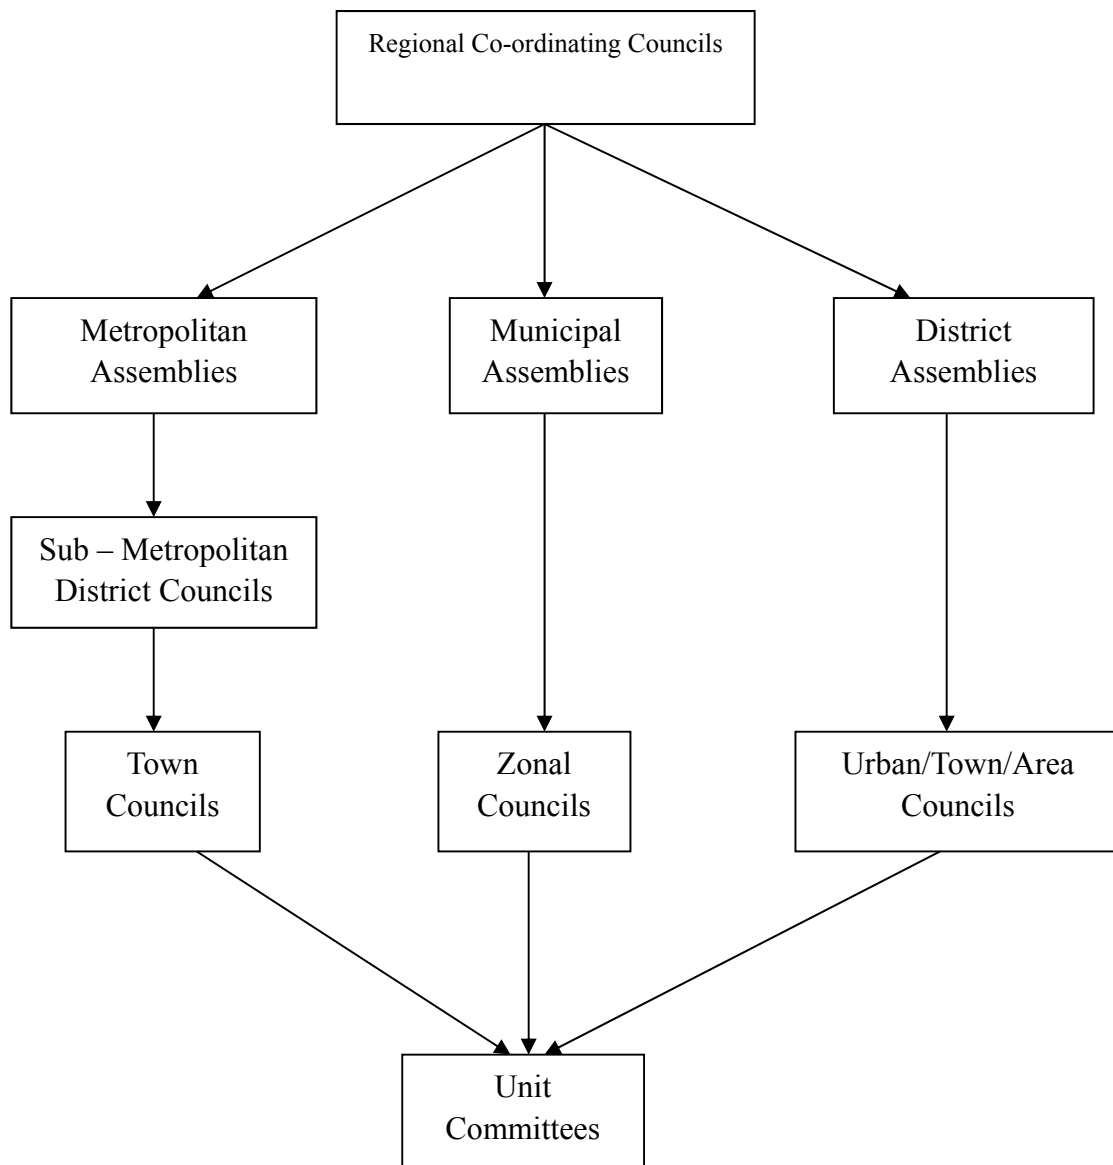 Regional Co-ordinating Councils
Metropolitan
Assemblies
Municipal
Assemblies
District
Assemblies
Sub – Metropolitan
District Councils
Town
Councils
Zonal
Councils
Urban/Town/Area
Councils
Unit
Committees